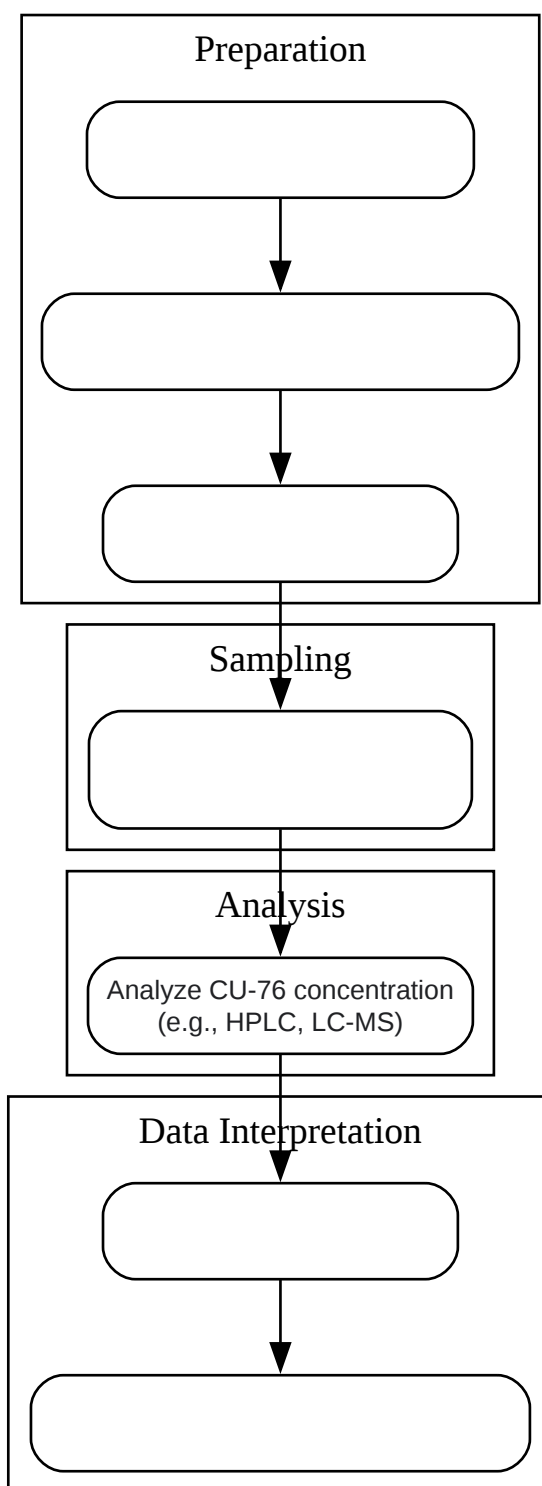 Preparation
Sampling
Analysis
Analyze CU-76 concentration
(e.g., HPLC, LC-MS)
Data Interpretation